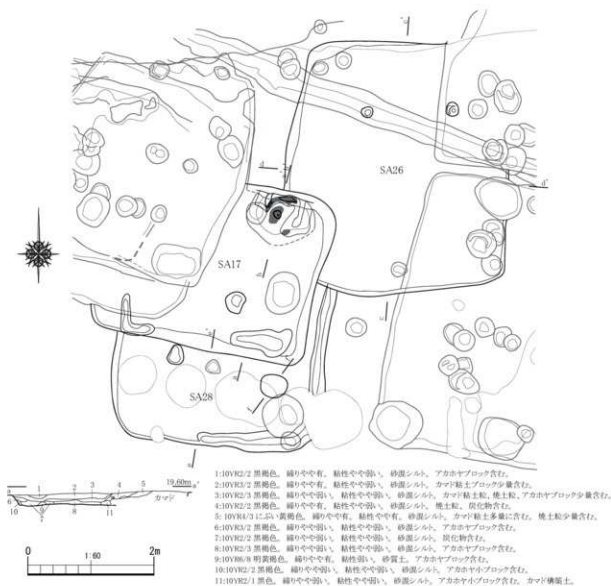 SA26
SA17
SA28
1:10YR2/2 黒褐色。 締りやや有。 粘性やや弱い。 砂混シルト。 アカホヤブロック含む。
2:10YR3/2 黒褐色。 締りやや有。 粘性やや弱い。 砂混シルト。 カマド粘土ブロック少量含む。
3:10YR2/3 黒褐色。 締りやや弱い。 粘性やや弱い。 砂混シルト。 カマド粘土粒、焼土粒、アカホヤブロック少量含む。
4:10YR2/2 黒褐色。 締りやや有。 粘性やや弱い。 砂混シルト。 焼土粒、炭化物含む。
5:10YR4/3 にぶい黄褐色。 締りやや有。 粘性やや有。 砂混シルト。 カマド粘土多量に含む。 焼土粒少量含む。
6:10YR3/2 黒褐色。 締りやや弱い。 粘性やや弱い。 砂混シルト。 アカホヤブロック含む。
7:10YR2/2 黒褐色。 締りやや弱い。 粘性やや弱い。 砂混シルト。 炭化物含む。
8:10YR2/3 黒褐色。 締りやや弱い。 粘性やや弱い。 砂混シルト。 アカホヤブロック含む。
9:10YR6/8 明黄褐色。 締りやや有。 粘性弱い。 砂質土。 アカホヤブロック含む。
10:10YR2/2 黒褐色。 締りやや弱い。 粘性やや弱い。 砂混シルト。 アカホヤ小ブロック含む。
11:10YR2/1 黒色。 締りやや弱い。 粘性やや弱い。 砂混シルト。 アカホヤ小ブロック含む。 カマド構築土。
19.60m
1 2 3 4 5
カマド
6 10 9 8 11
0 1:60 2m